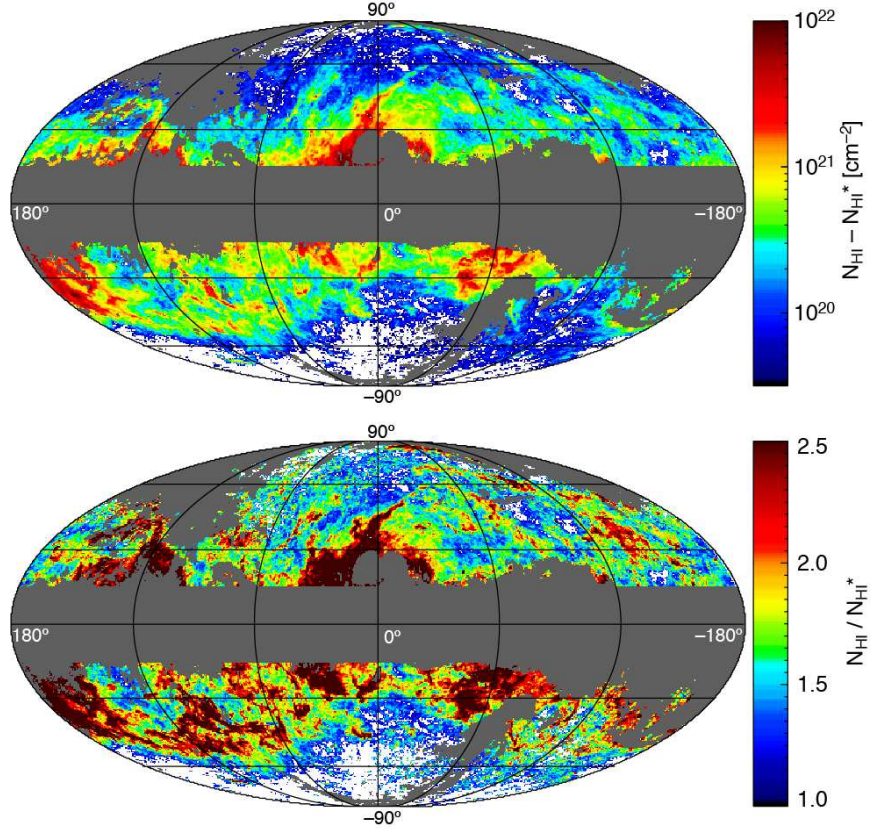 90º
180º
0º
−180º
−90º
10²²
10²¹
10²⁰
N_HI − N_HI* [cm⁻²]
90º
180º
0º
−180º
−90º
2.5
2.0
1.5
1.0
N_HI / N_HI*